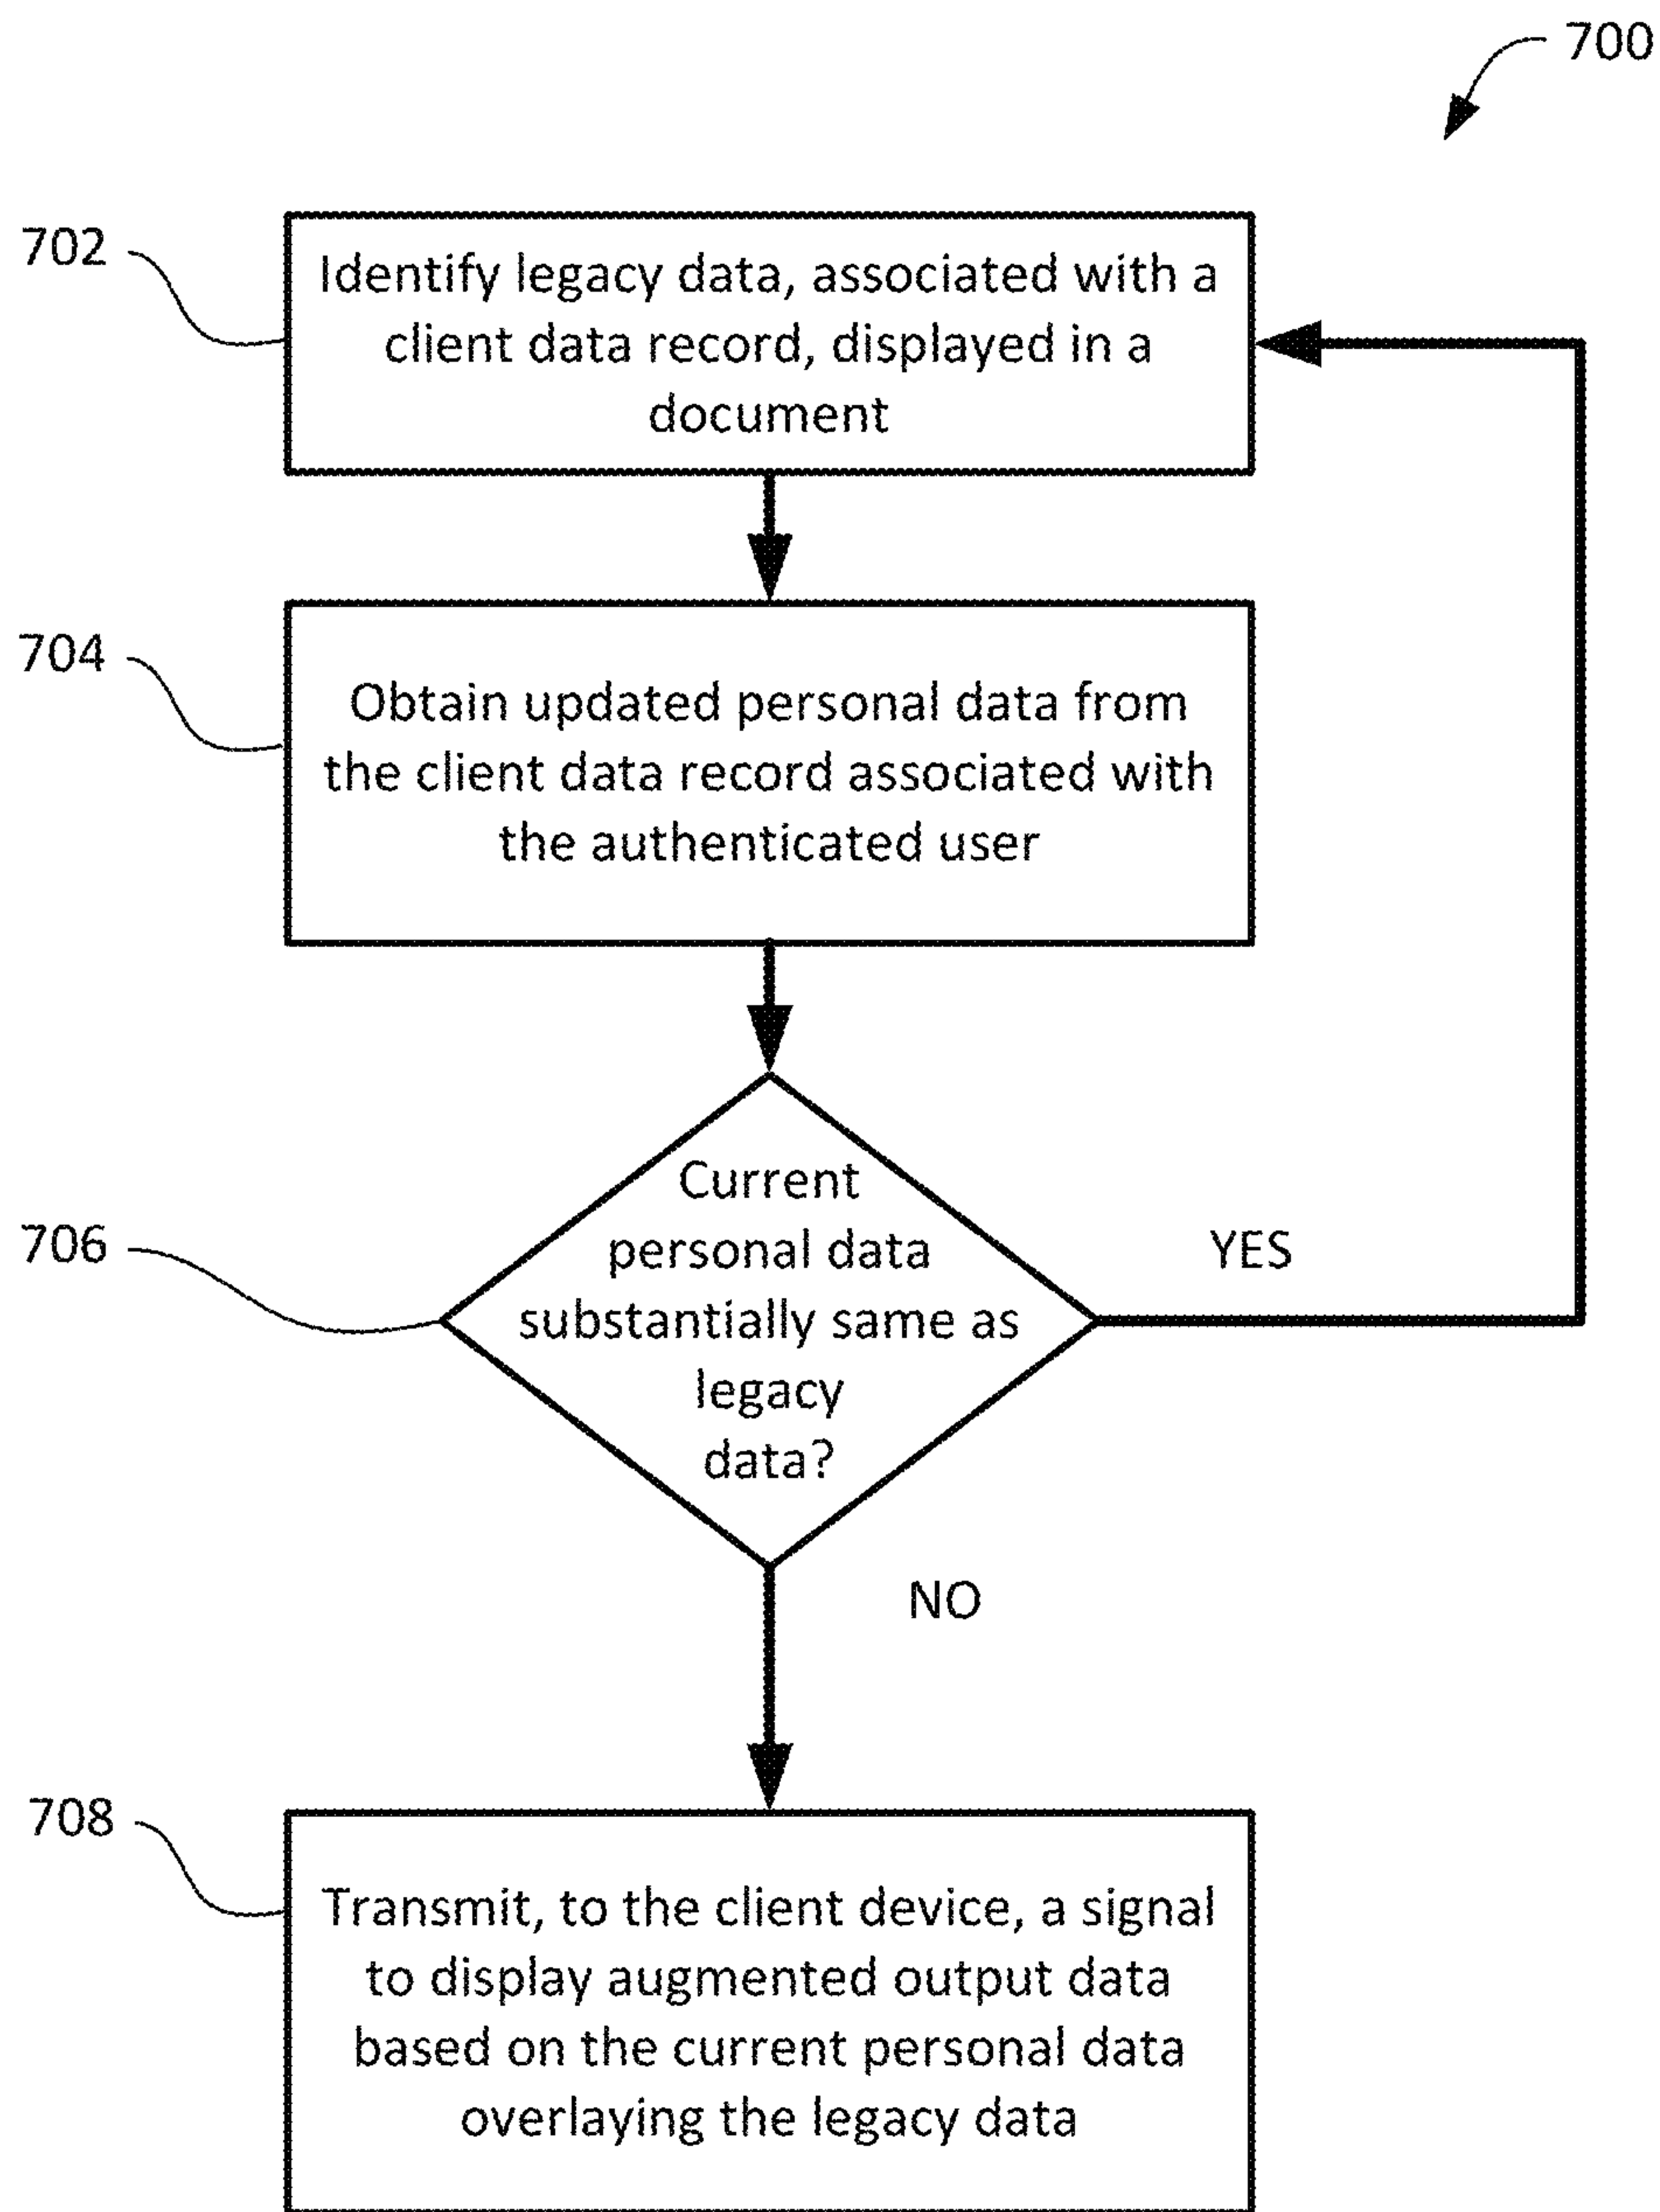 700
702
Identify legacy data, associated with a
client data record, displayed in a
document
704
Obtain updated personal data from
the client data record associated with
the authenticated user
706
Current
personal data
substantially same as
legacy
data?
YES
NO
708
Transmit, to the client device, a signal
to display augmented output data
based on the current personal data
overlaying the legacy data